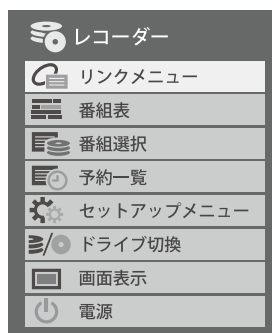 レコーダー
リンクメニュー
番組表
番組選択
予約一覧
セットアップメニュー
ドライブ切換
画面表示
電源